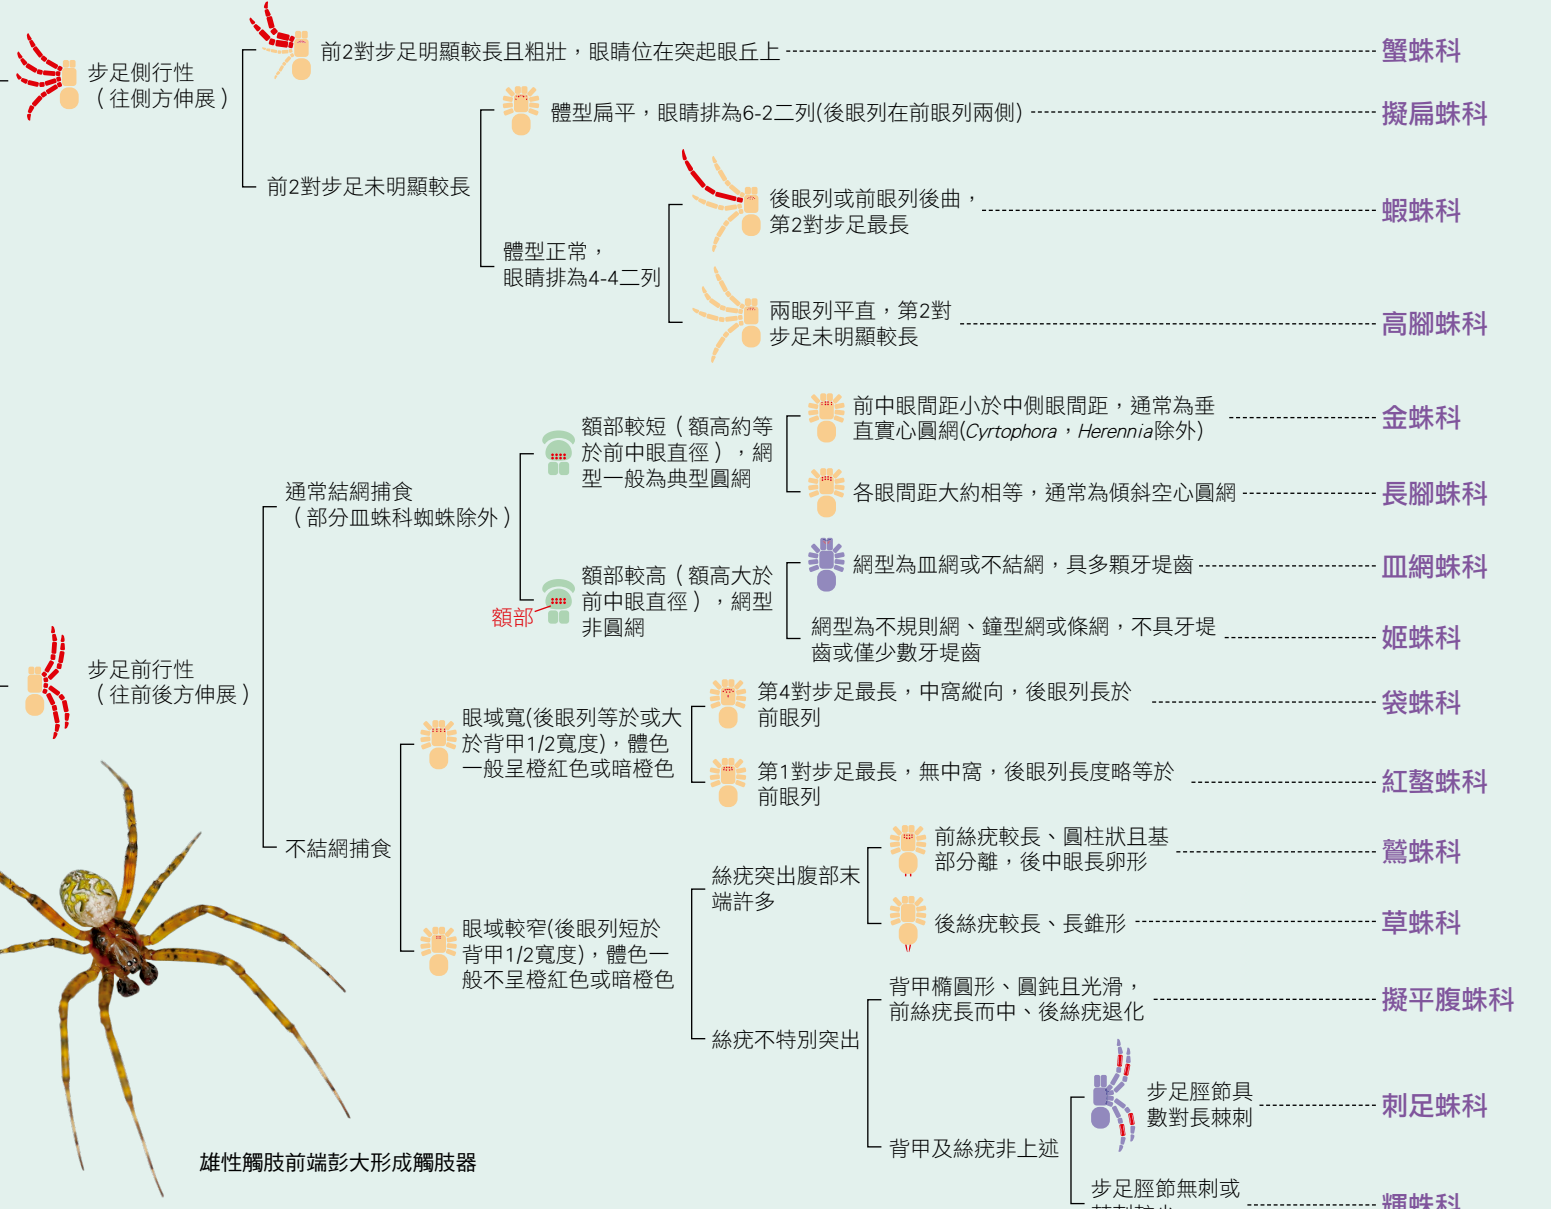 步足側行性
（往側方伸展）
前2對步足明顯較長且粗壯，眼睛位在突起眼丘上
蟹蛛科
前2對步足未明顯較長
體型扁平，眼睛排為6-2二列(後眼列在前眼列兩側)
擬扁蛛科
體型正常，
眼睛排為4-4二列
後眼列或前眼列後曲，
第2對步足最長
蝦蛛科
兩眼列平直，第2對
步足未明顯較長
高腳蛛科
步足前行性
（往前後方伸展）
通常結網捕食
（部分皿蛛科蜘蛛除外）
額部較短（額高約等
於前中眼直徑），網
型一般為典型圓網
前中眼間距小於中側眼間距，通常為垂
直實心圓網(Cyrtophora，Herennia除外)
金蛛科
各眼間距大約相等，通常為傾斜空心圓網
長腳蛛科
額部
額部較高（額高大於
前中眼直徑），網型
非圓網
網型為皿網或不結網，具多顆牙堤齒
皿網蛛科
網型為不規則網、鐘型網或條網，不具牙堤
齒或僅少數牙堤齒
姬蛛科
不結網捕食
眼域寬(後眼列等於或大
於背甲1/2寬度)，體色
一般呈橙紅色或暗橙色
第4對步足最長，中窩縱向，後眼列長於
前眼列
袋蛛科
第1對步足最長，無中窩，後眼列長度略等於
前眼列
紅螯蛛科
眼域較窄(後眼列短於
背甲1/2寬度)，體色一
般不呈橙紅色或暗橙色
絲疣突出腹部末
端許多
前絲疣較長、圓柱狀且基
部分離，後中眼長卵形
鷲蛛科
後絲疣較長、長錐形
草蛛科
絲疣不特別突出
背甲橢圓形、圓鈍且光滑，
前絲疣長而中、後絲疣退化
擬平腹蛛科
背甲及絲疣非上述
步足脛節具
數對長棘刺
刺足蛛科
步足脛節無刺或
輝蛛科
雄性觸肢前端膨大形成觸肢器